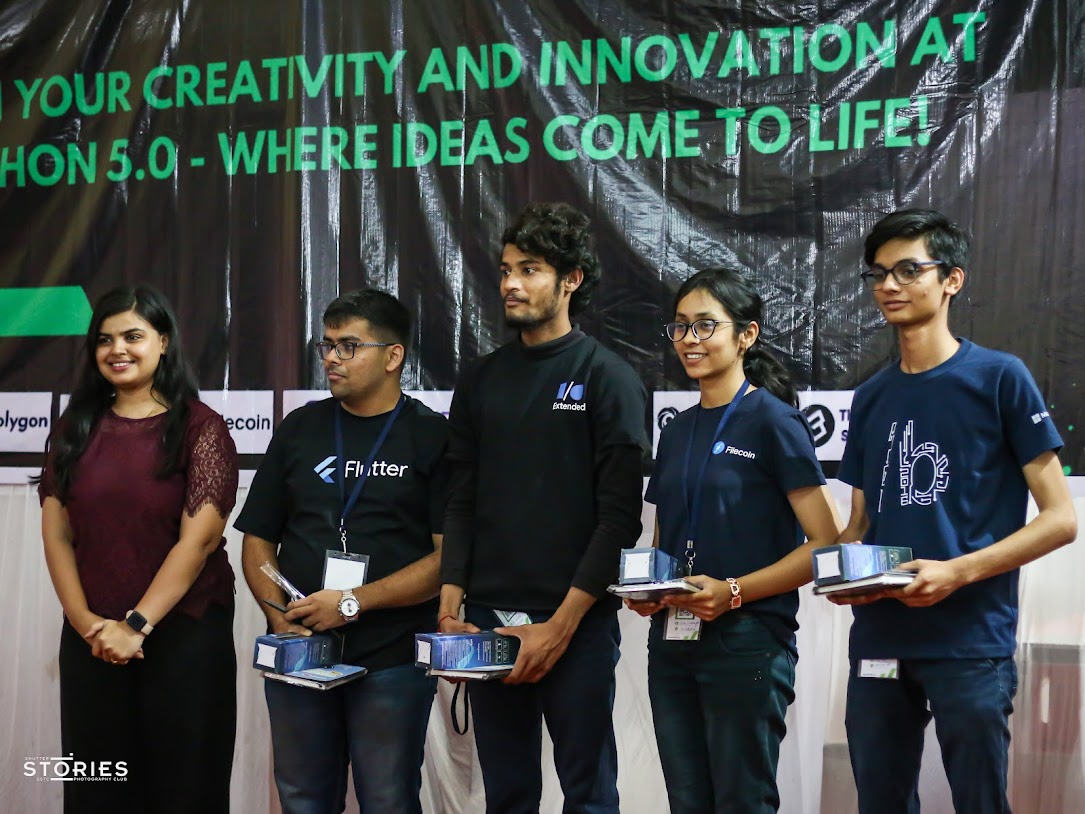 YOUR CREATIVITY AND INNOVATION AT
HON 5.0 - WHERE IDEAS COME TO LIFE!
olygon
ecoin
Flutter
I/O
Extended
Filecoin
SHUTTER
STORIES
PHOTOGRAPHY CLUB